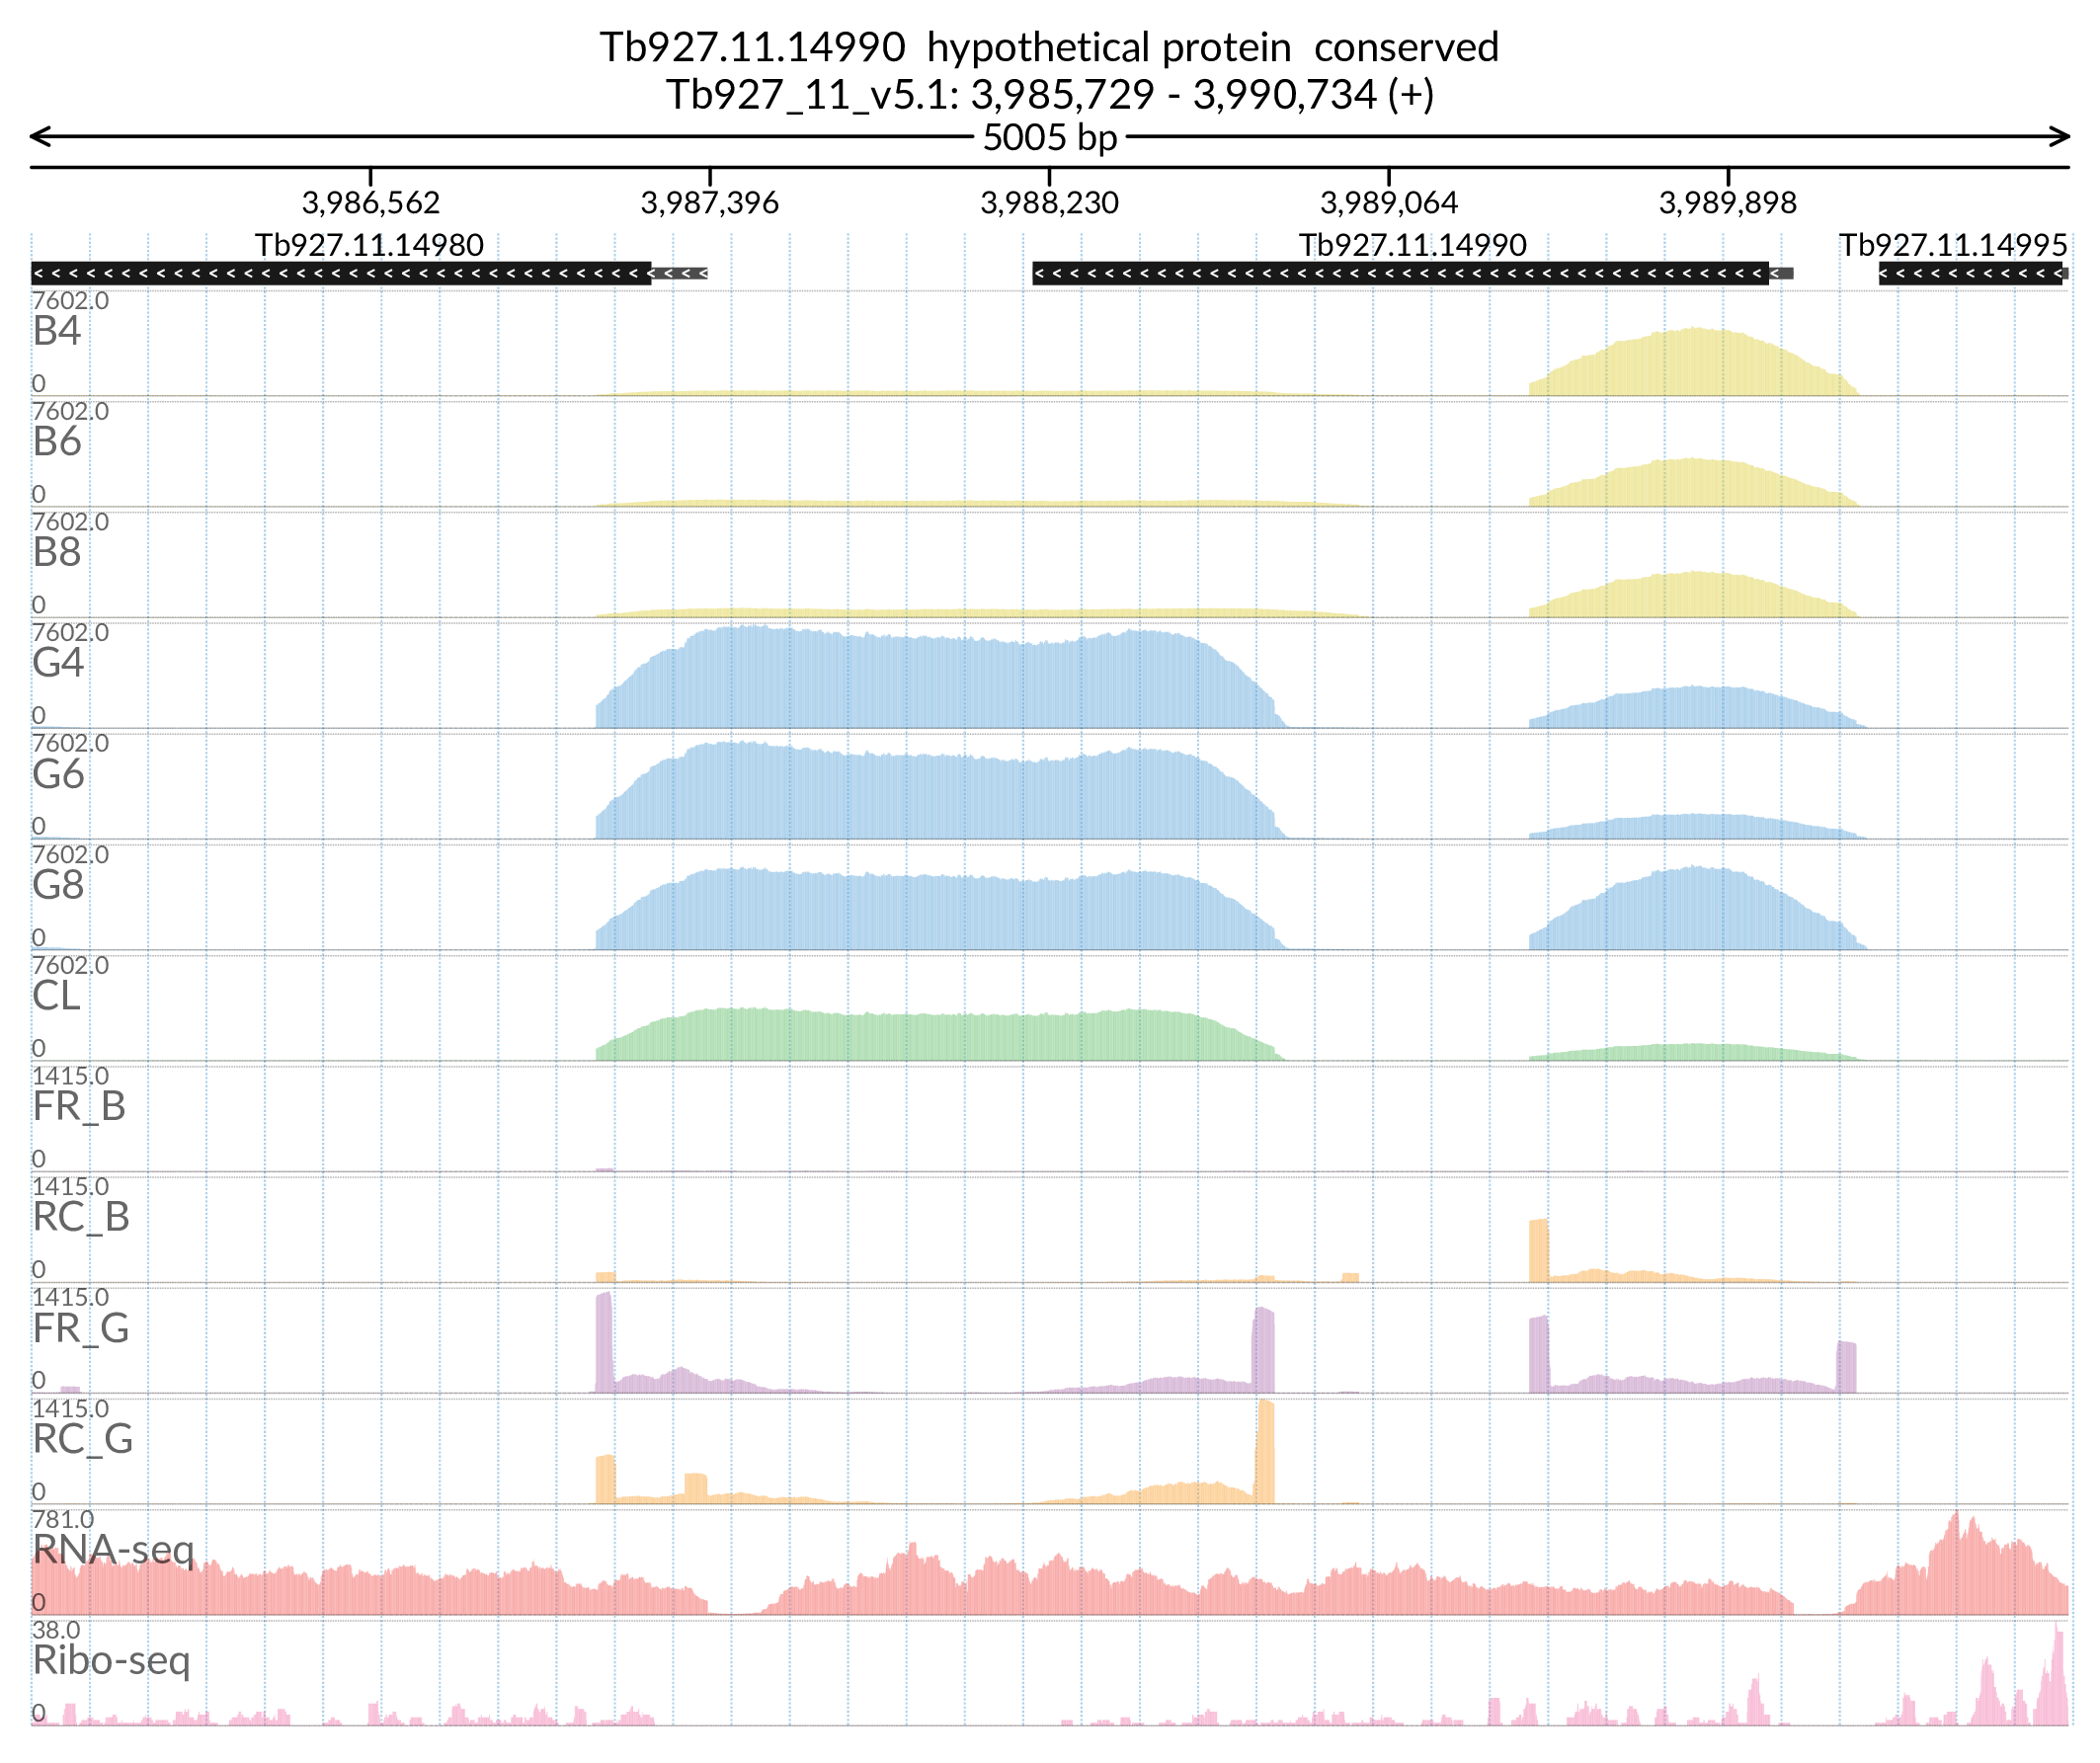 Tb927.11.14990 hypothetical protein conserved
Tb927_11_v5.1: 3,985,729 - 3,990,734 (+)
5005 bp
3,986,562 3,987,396 3,988,230 3,989,064 3,989,898
Tb927.11.14980 Tb927.11.14990 Tb927.11.14995
7602.0
B4
0
7602.0
B6
0
7602.0
B8
0
7602.0
G4
0
7602.0
G6
0
7602.0
G8
0
7602.0
CL
0
1415.0
FR_B
0
1415.0
RC_B
0
1415.0
FR_G
0
1415.0
RC_G
0
781.0
RNA-seq
0
38.0
Ribo-seq
0